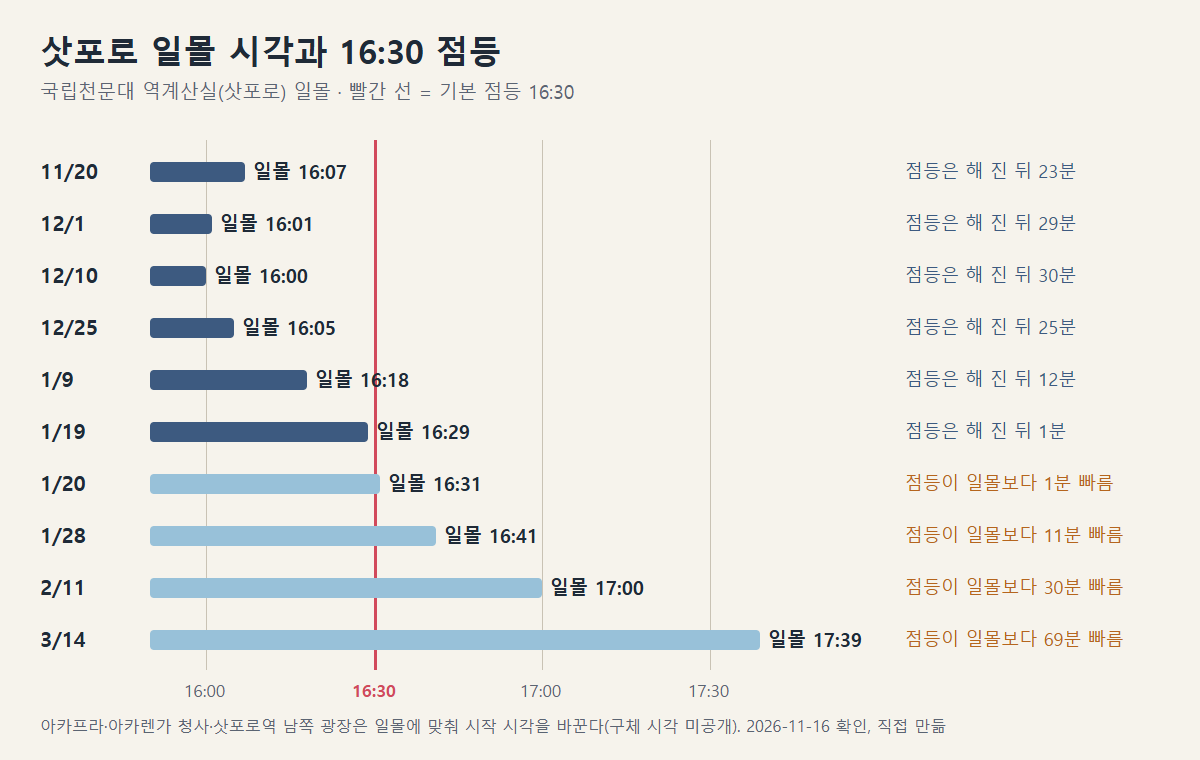 삿포로 일몰 시각과 16:30 점등
국립천문대 역계산실(삿포로) 일몰 · 빨간 선 = 기본 점등 16:30
11/20 일몰 16:07 점등은 해 진 뒤 23분
12/1 일몰 16:01 점등은 해 진 뒤 29분
12/10 일몰 16:00 점등은 해 진 뒤 30분
12/25 일몰 16:05 점등은 해 진 뒤 25분
1/9 일몰 16:18 점등은 해 진 뒤 12분
1/19 일몰 16:29 점등은 해 진 뒤 1분
1/20 일몰 16:31 점등이 일몰보다 1분 빠름
1/28 일몰 16:41 점등이 일몰보다 11분 빠름
2/11 일몰 17:00 점등이 일몰보다 30분 빠름
3/14 일몰 17:39 점등이 일몰보다 69분 빠름
16:00 16:30 17:00 17:30
아카프라·아카렌가 청사·삿포로역 남쪽 광장은 일몰에 맞춰 시작 시각을 바꾼다(구체 시각 미공개). 2026-11-16 확인, 직접 만듦